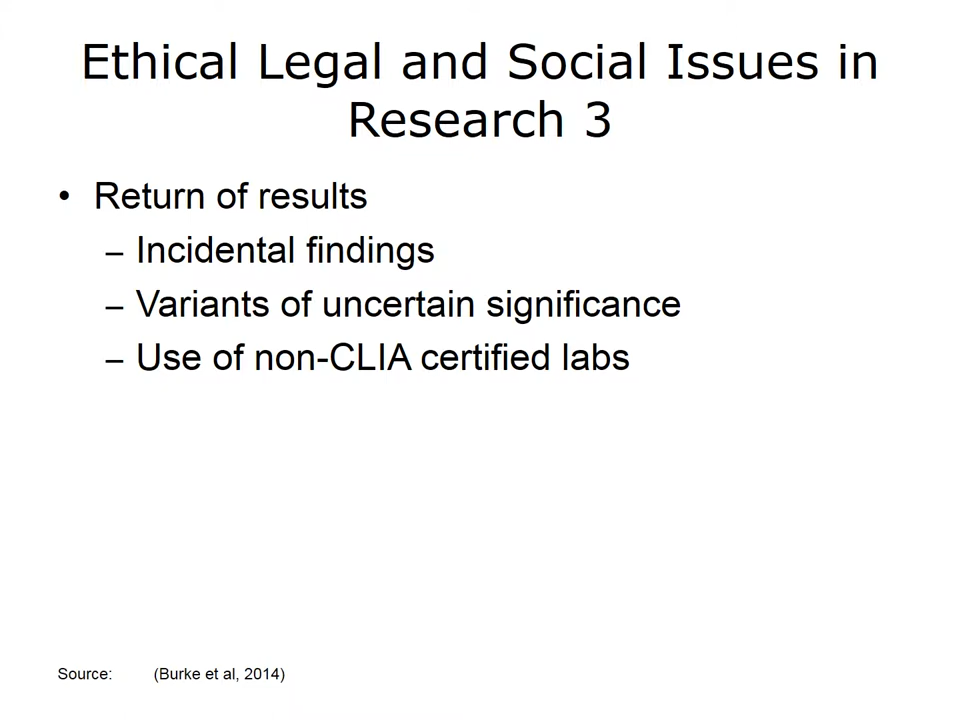 Ethical Legal and Social Issues in
Research 3
• Return of results
– Incidental findings
– Variants of uncertain significance
– Use of non-CLIA certified labs
Source: (Burke et al, 2014)